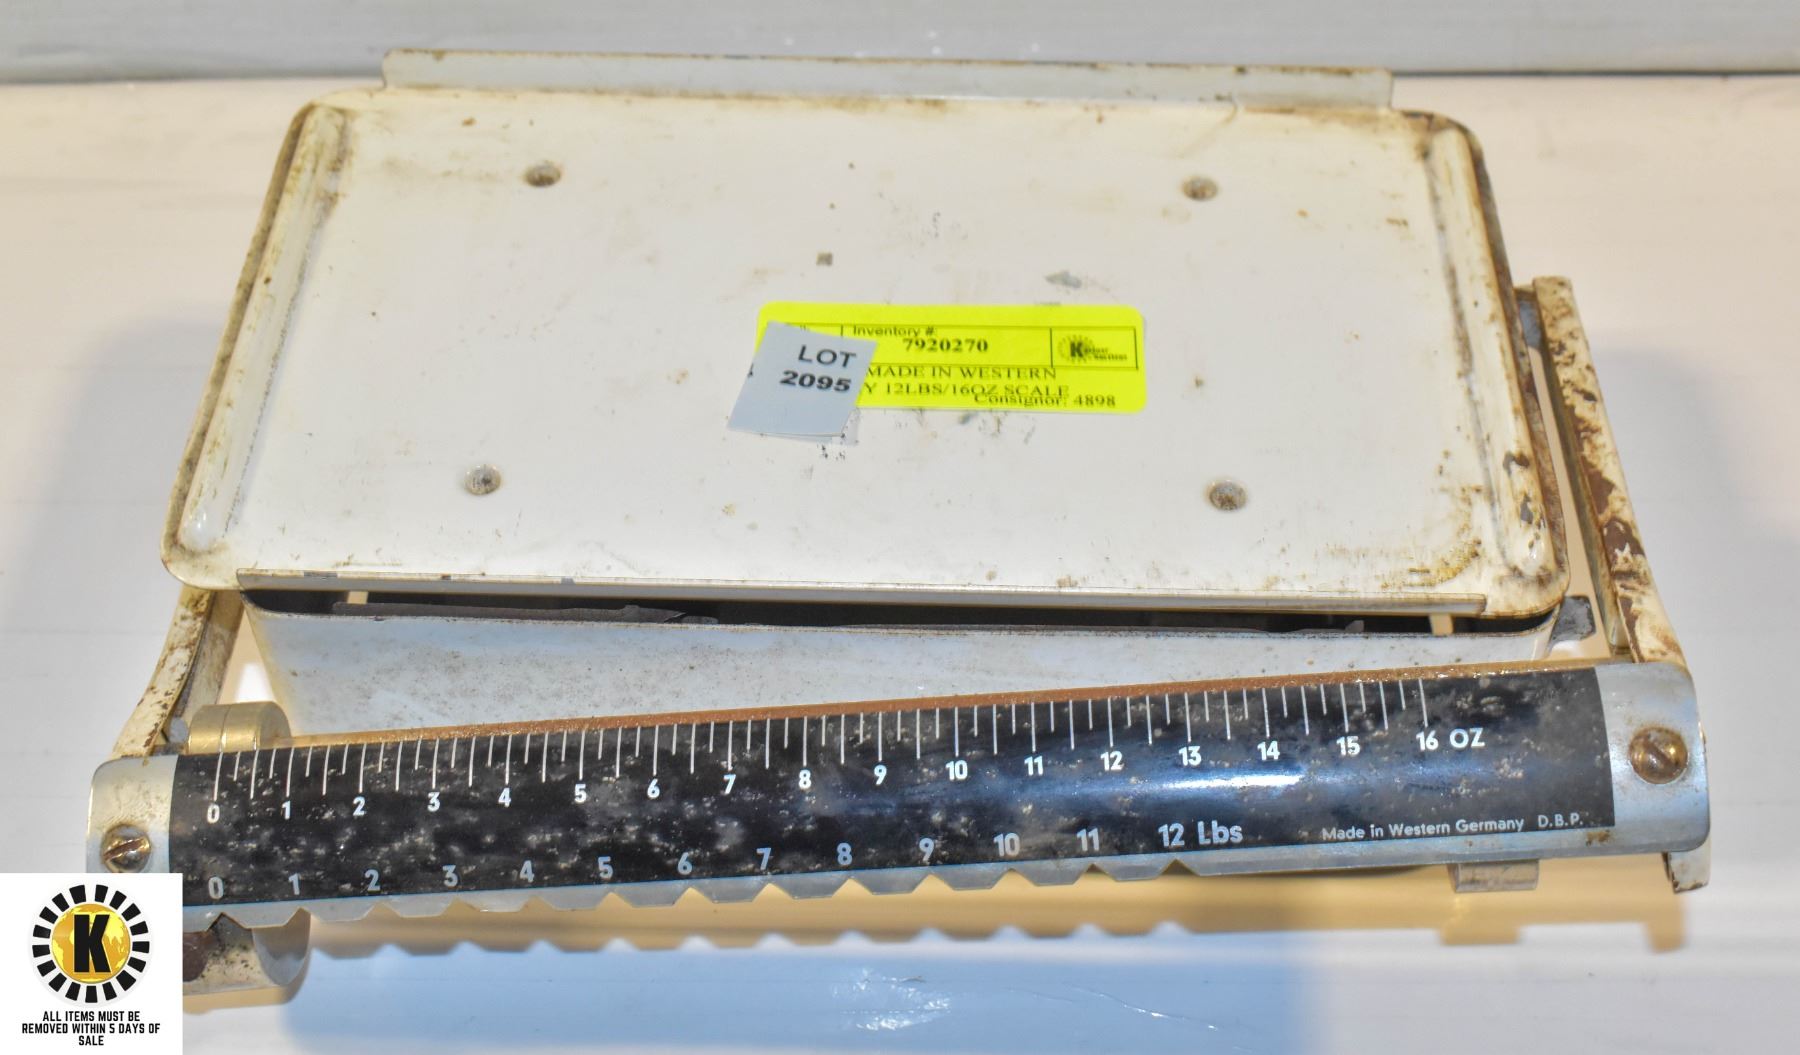 Inventory #:
7920270
LOT
2095
MADE IN WESTERN
Y 12LBS/16OZ SCALE
Consignor: 4898
0 1 2 3 4 5 6 7 8 9 10 11 12 13 14 15 16 OZ
0 1 2 3 4 5 6 7 8 9 10 11 12 Lbs
Made in Western Germany D.B.P.
K
ALL ITEMS MUST BE
REMOVED WITHIN 5 DAYS OF
SALE